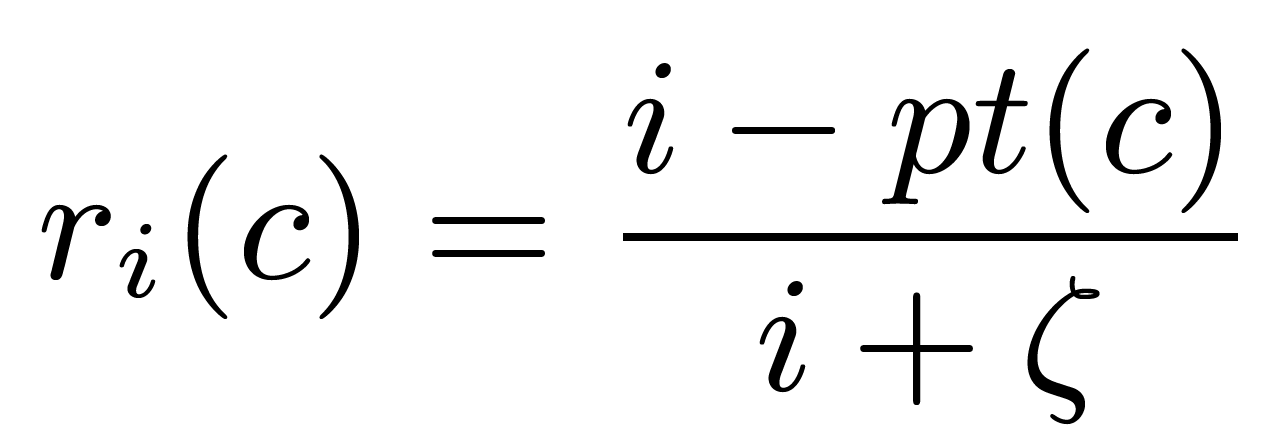 r_i(c) = \frac{i - pt(c)}{i + \zeta}